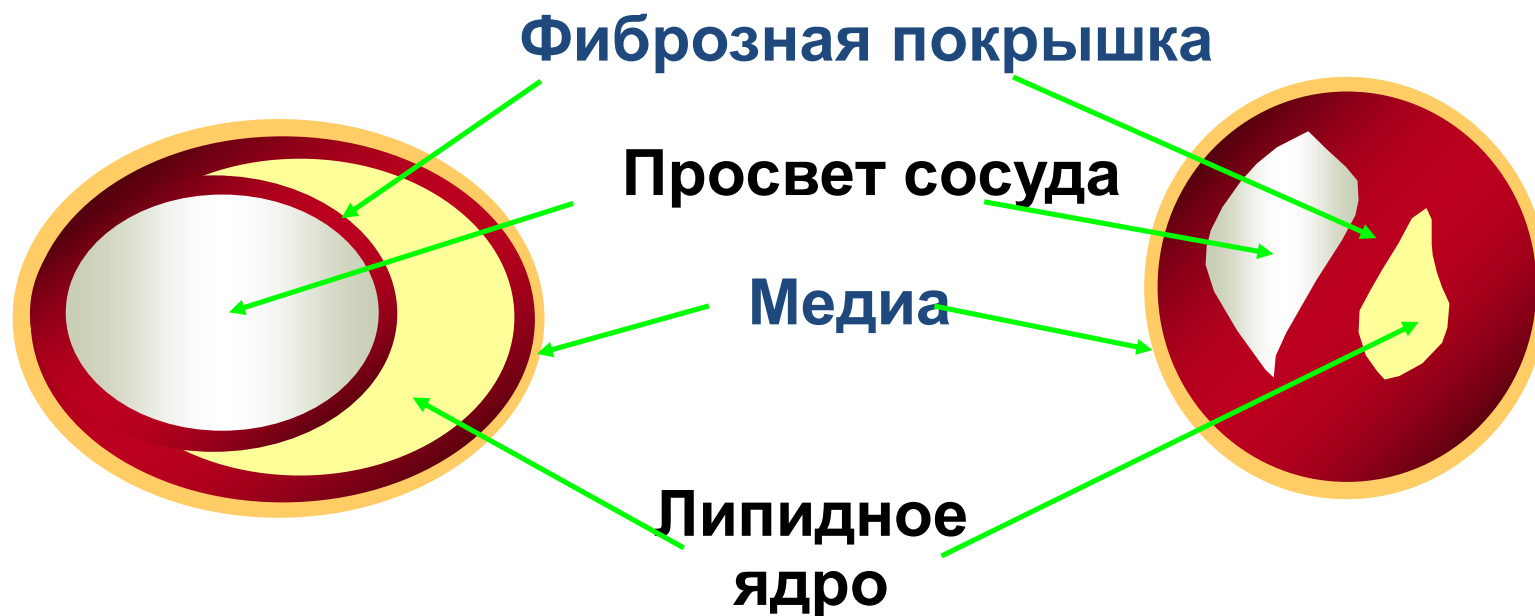 Фиброзная покрышка
Просвет сосуда
Медиа
Липидное
ядро